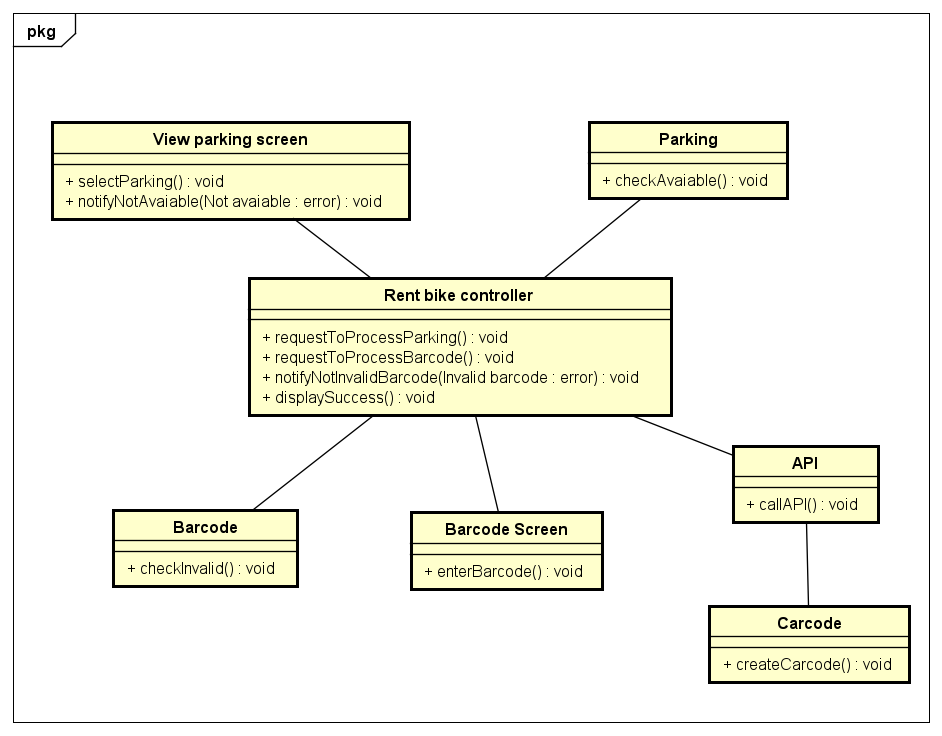 pkg
View parking screen
+ selectParking() : void
+ notifyNotAvaiable(Not avaiable : error) : void
Parking
+ checkAvaiable() : void
Rent bike controller
+ requestToProcessParking() : void
+ requestToProcessBarcode() : void
+ notifyNotInvalidBarcode(Invalid barcode : error) : void
+ displaySuccess() : void
API
+ callAPI() : void
Barcode
+ checkInvalid() : void
Barcode Screen
+ enterBarcode() : void
Carcode
+ createCarcode() : void